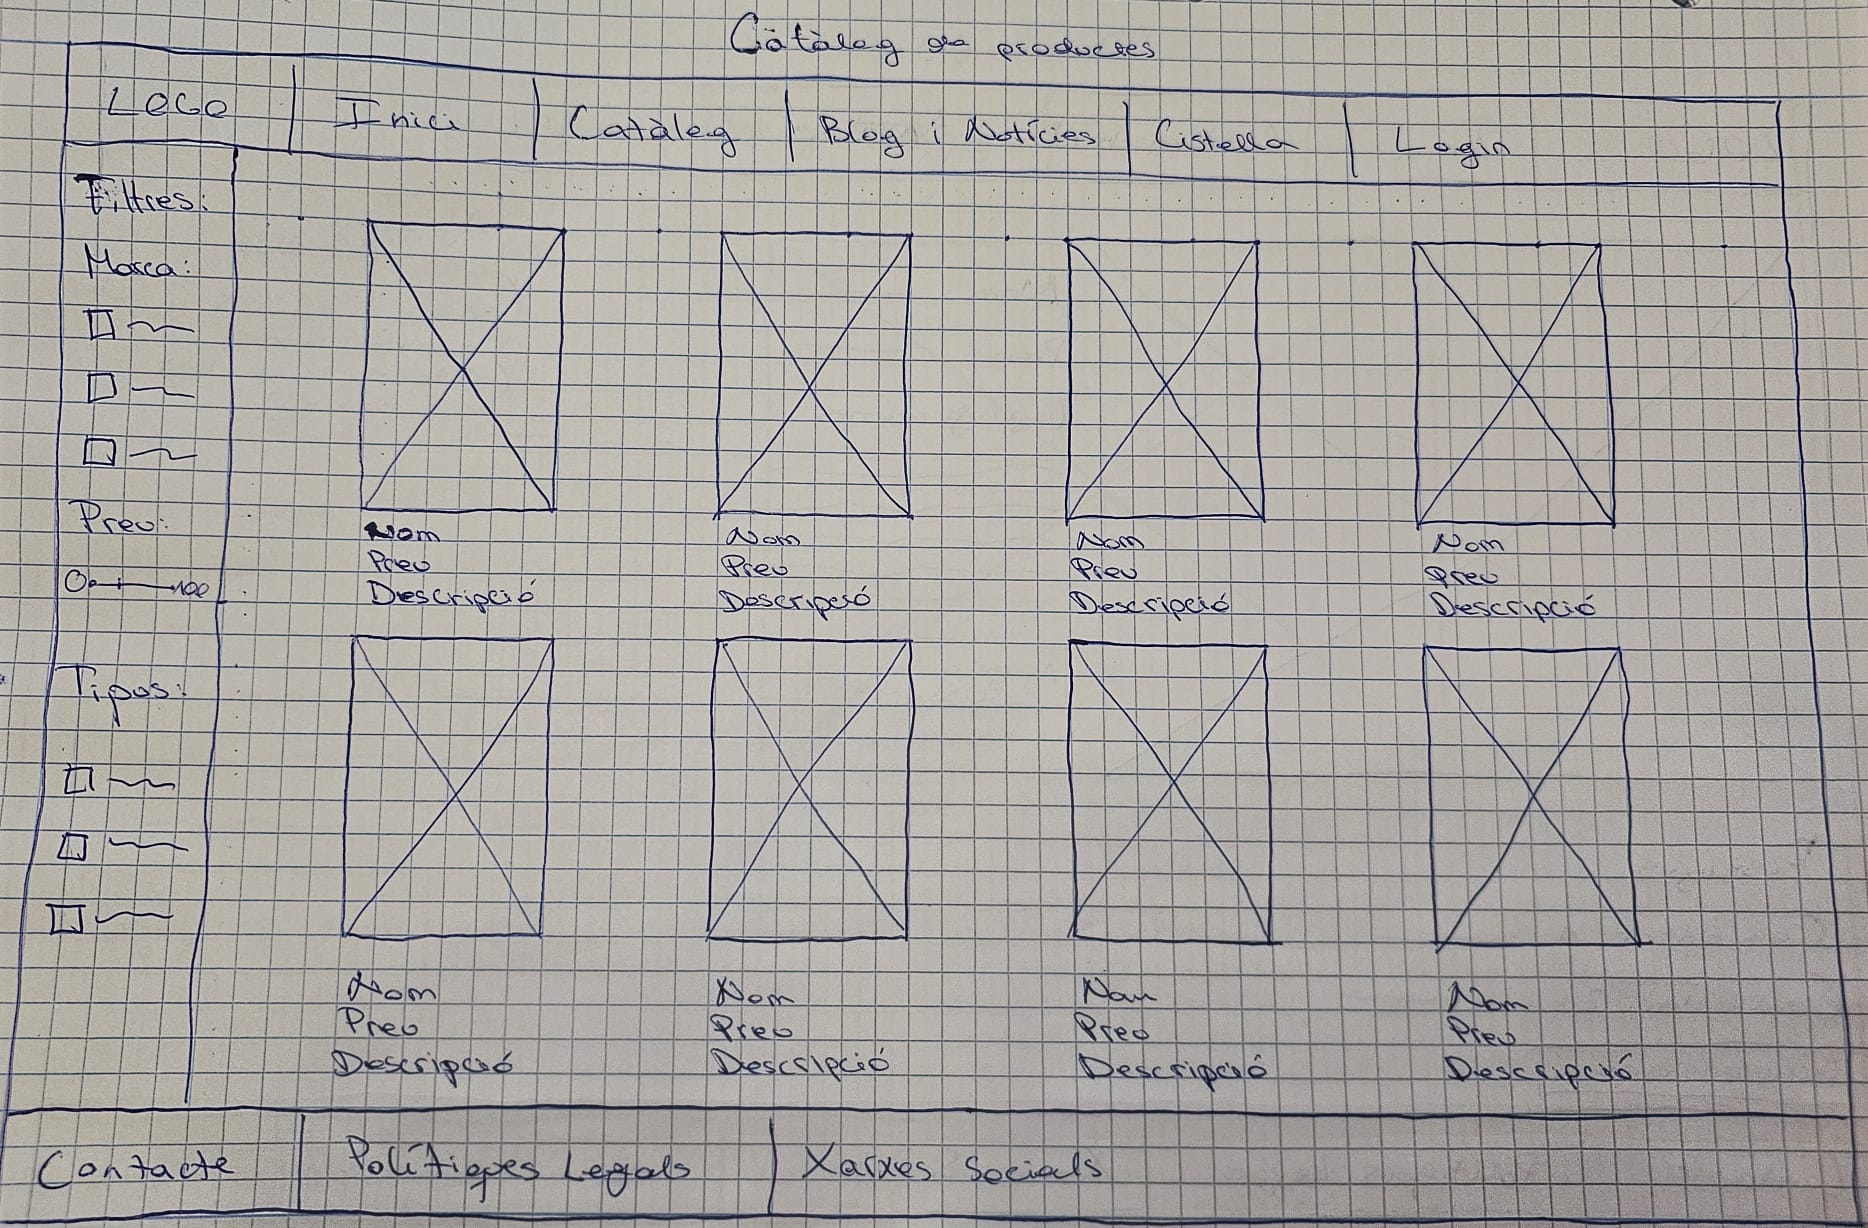 Catàleg de productes
LOGO Inici Catàleg Blog i Notícies Cistella Login
Filtres:
Marca:
Preu:
0 100
Nom Nom Nom Nom
Preu Preu Preu Preu
Descripció Descripció Descripció Descripció
Tipos:
Nom Nom Nom Nom
Preu Preu Preu Preu
Descripció Descripció Descripció Descripció
Contacte Polítiques Legals Xarxes Socials